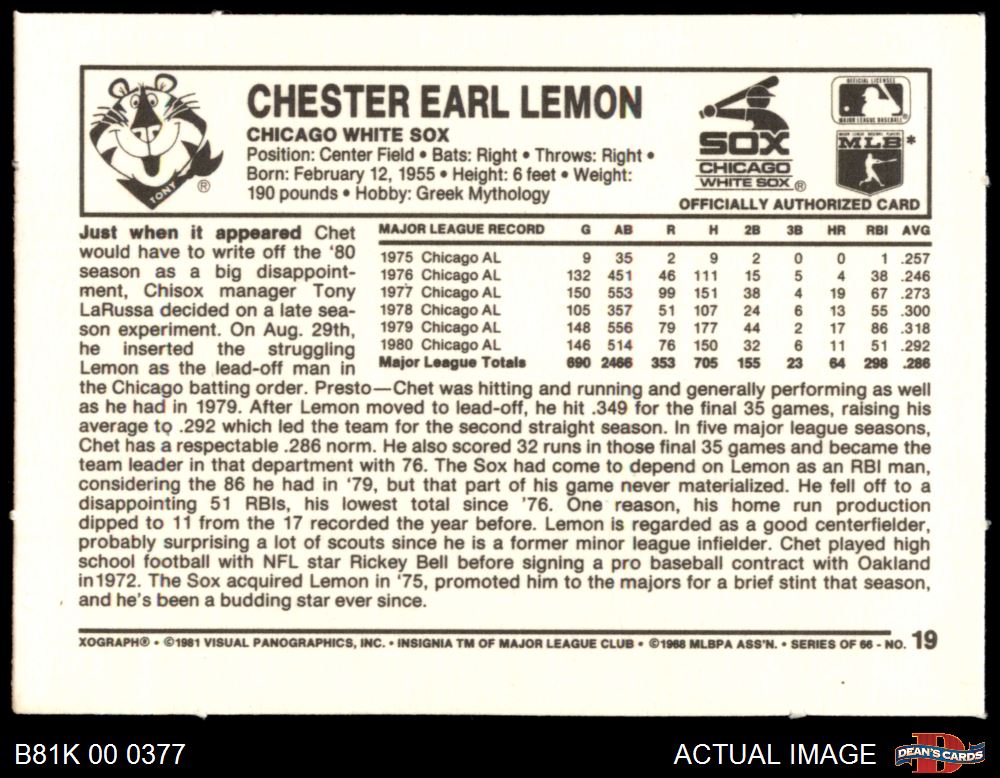 CHESTER EARL LEMON
CHICAGO WHITE SOX
Position: Center Field • Bats: Right • Throws: Right •
Born: February 12, 1955 • Height: 6 feet • Weight:
190 pounds • Hobby: Greek Mythology
TONY ®
SOX
CHICAGO
WHITE SOX ®
OFFICIAL LICENSEE
MAJOR LEAGUE BASEBALL®
MAJOR LEAGUE BASEBALL PLAYERS
MLB*
OFFICIALLY AUTHORIZED CARD
MAJOR LEAGUE RECORD G AB R H 2B 3B HR RBI AVG
1975 Chicago AL 9 35 2 9 2 0 0 1 .257
1976 Chicago AL 132 451 46 111 15 5 4 38 .246
1977 Chicago AL 150 553 99 151 38 4 19 67 .273
1978 Chicago AL 105 357 51 107 24 6 13 55 .300
1979 Chicago AL 148 556 79 177 44 2 17 86 .318
1980 Chicago AL 146 514 76 150 32 6 11 51 .292
Major League Totals 690 2466 353 705 155 23 64 298 .286
Just when it appeared Chet
would have to write off the '80
season as a big disappoint-
ment, Chisox manager Tony
LaRussa decided on a late sea-
son experiment. On Aug. 29th,
he inserted the struggling
Lemon as the lead-off man in
the Chicago batting order. Presto—Chet was hitting and running and generally performing as well
as he had in 1979. After Lemon moved to lead-off, he hit .349 for the final 35 games, raising his
average to .292 which led the team for the second straight season. In five major league seasons,
Chet has a respectable .286 norm. He also scored 32 runs in those final 35 games and became the
team leader in that department with 76. The Sox had come to depend on Lemon as an RBI man,
considering the 86 he had in '79, but that part of his game never materialized. He fell off to a
disappointing 51 RBIs, his lowest total since '76. One reason, his home run production
dipped to 11 from the 17 recorded the year before. Lemon is regarded as a good centerfielder,
probably surprising a lot of scouts since he is a former minor league infielder. Chet played high
school football with NFL star Rickey Bell before signing a pro baseball contract with Oakland
in 1972. The Sox acquired Lemon in '75, promoted him to the majors for a brief stint that season,
and he's been a budding star ever since.
XOGRAPH® • ©1981 VISUAL PANOGRAPHICS, INC. • INSIGNIA TM OF MAJOR LEAGUE CLUB • ©1968 MLBPA ASS'N. • SERIES OF 66 - NO. 19
B81K 00 0377
ACTUAL IMAGE
D
DEAN'S CARDS